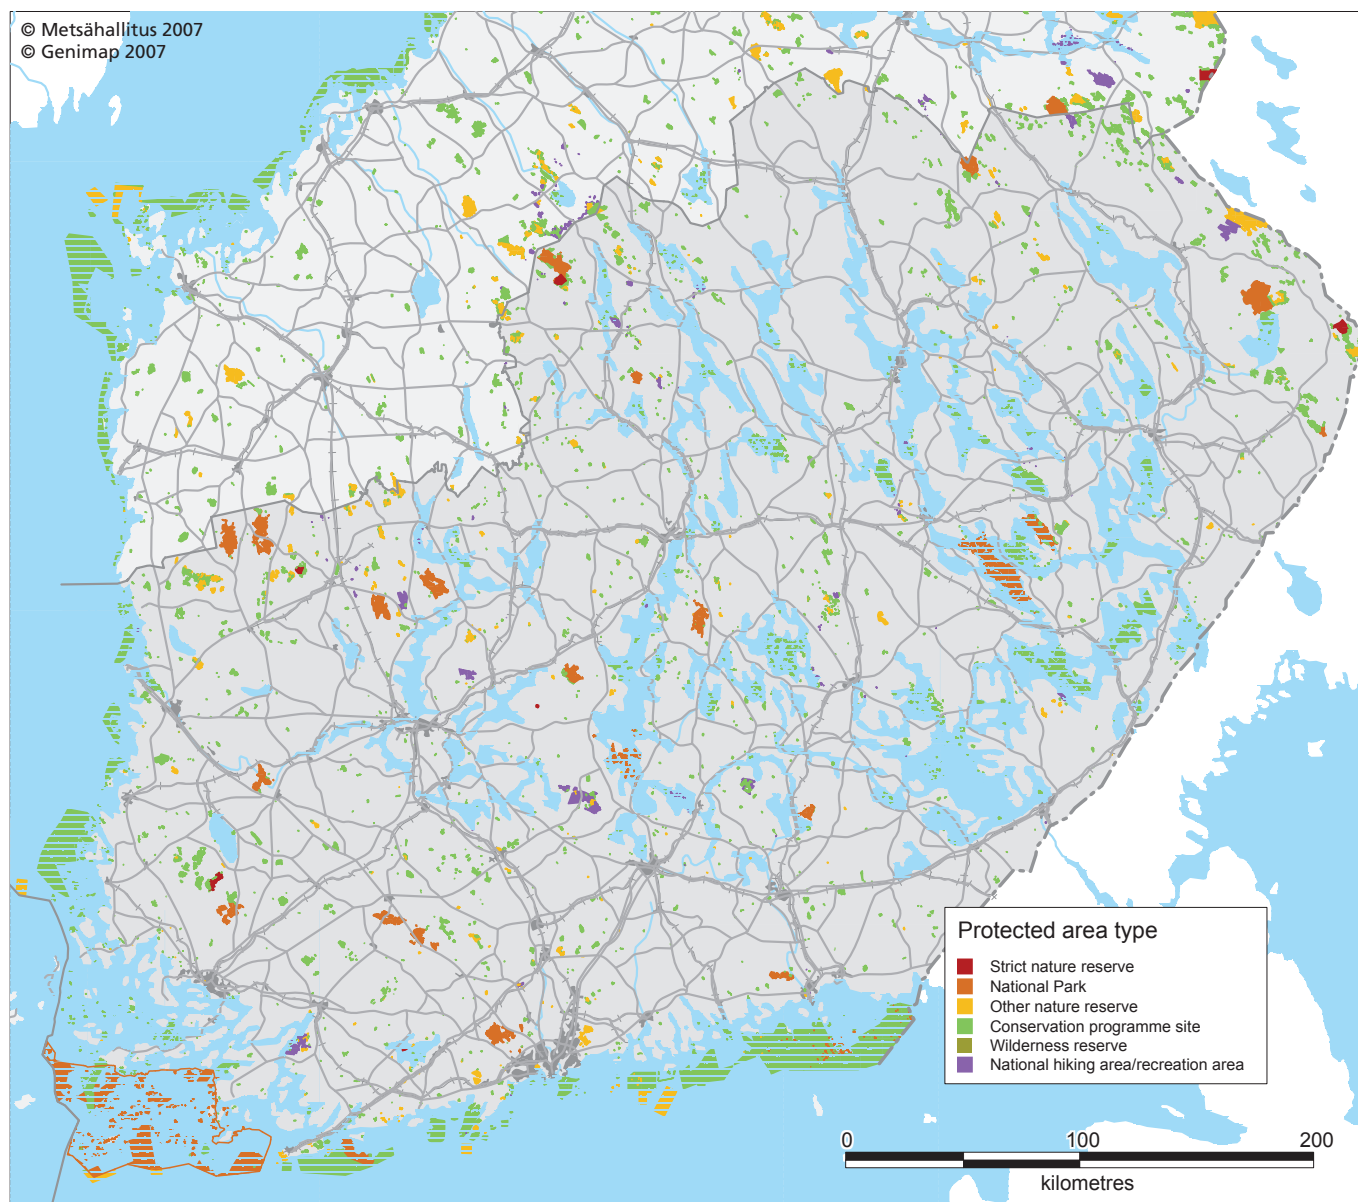 © Metsähallitus 2007
© Genimap 2007
Protected area type
Strict nature reserve
National Park
Other nature reserve
Conservation programme site
Wilderness reserve
National hiking area/recreation area
0 100 200
kilometres